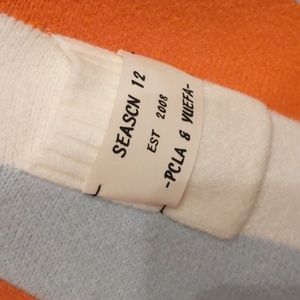 SEASCN 12
EST 2008
-PCLA & YUEFA-